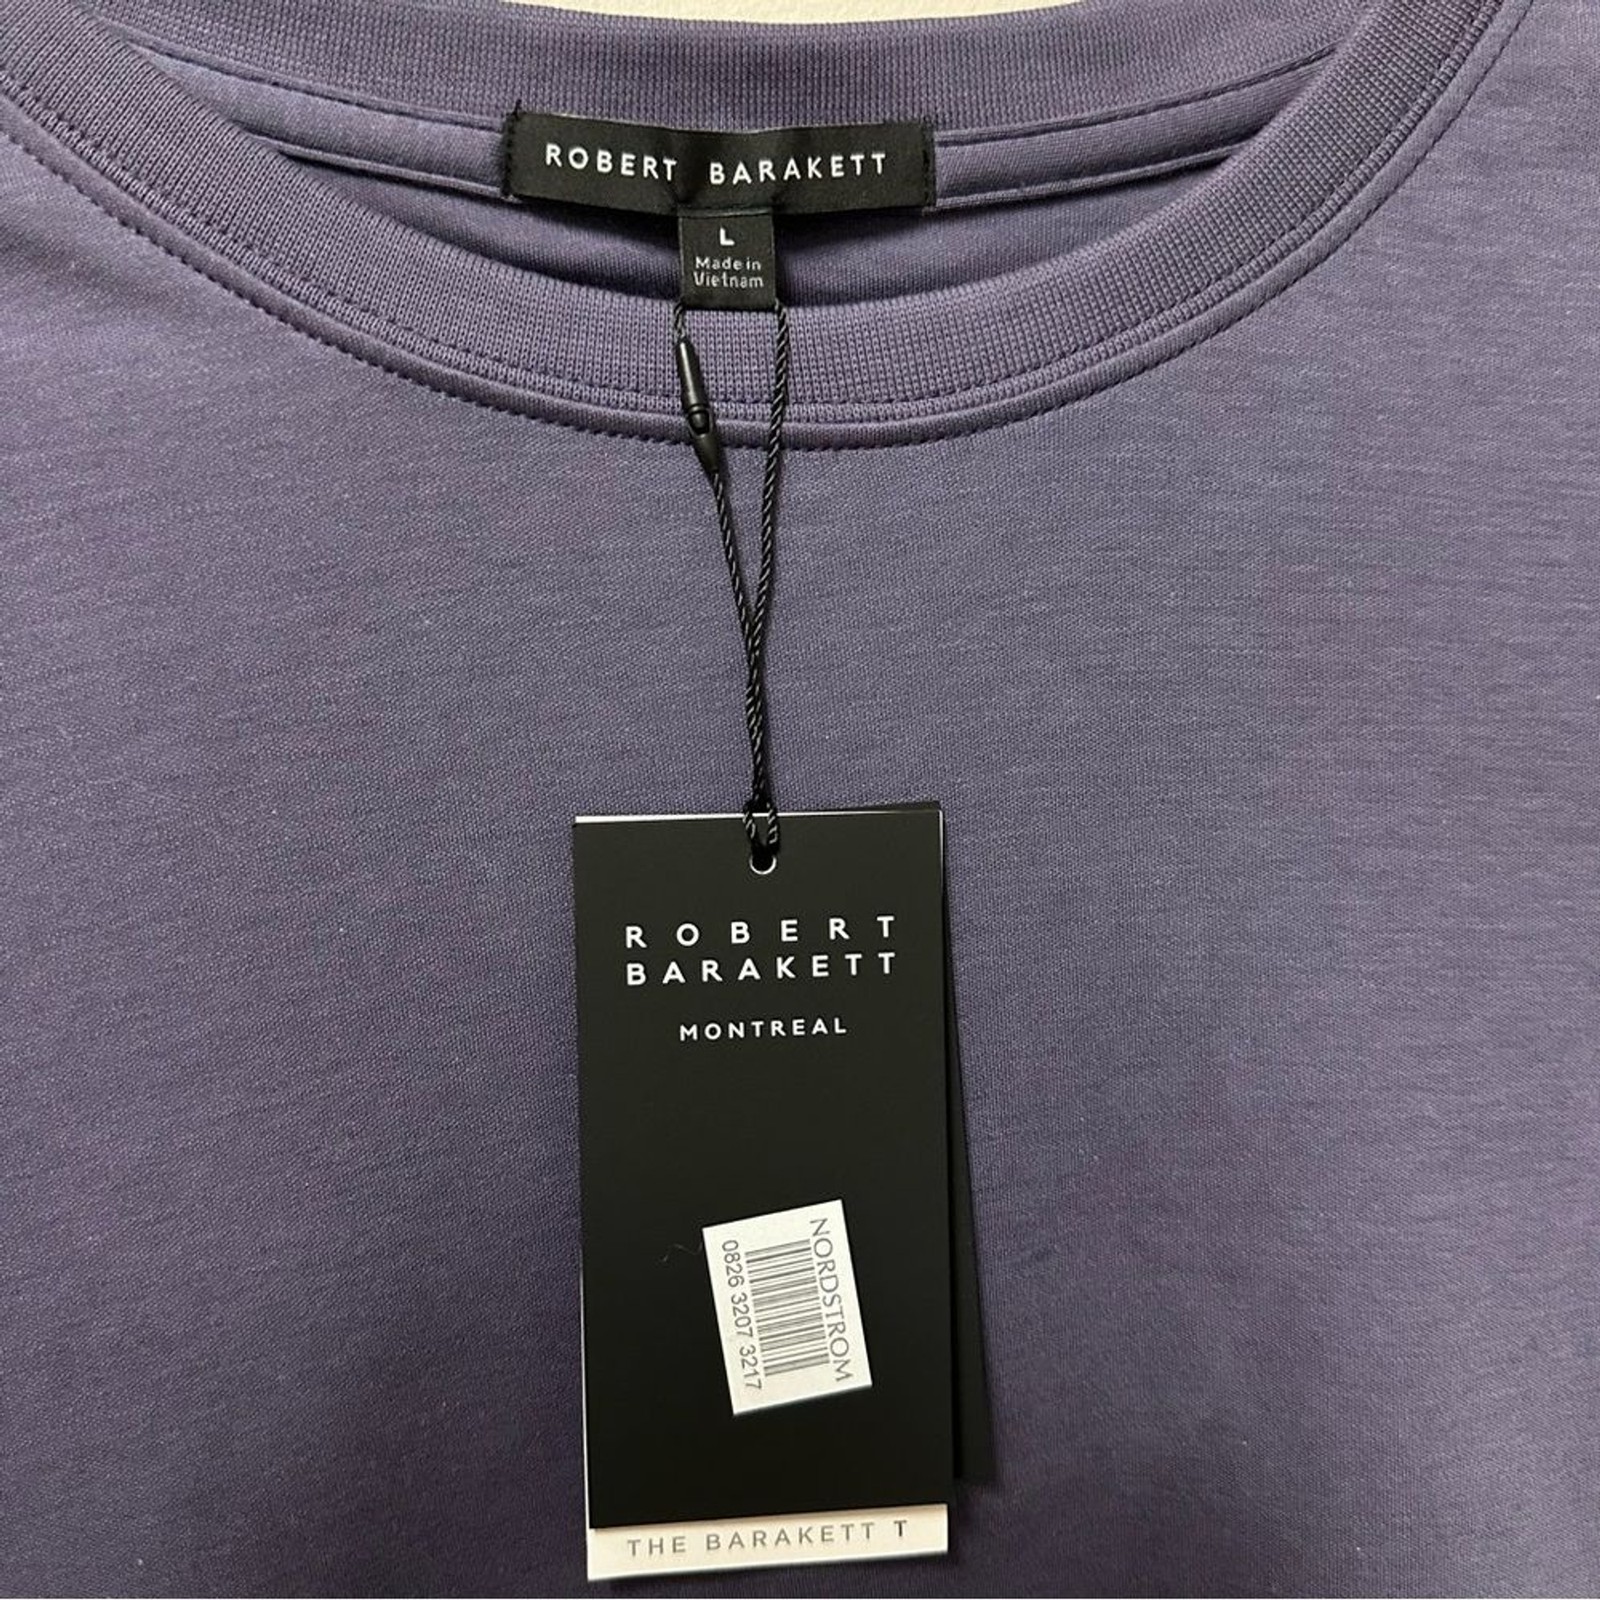 ROBERT BARAKETT
L
Made in
Vietnam
ROBERT
BARAKETT
MONTREAL
NORDSTROM
0826 3207 3217
THE BARAKETT T